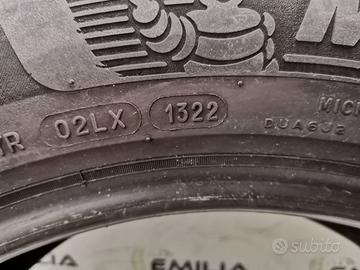 M
R 02LX 1322 MIC
DUA6J2
EMILIA
subito